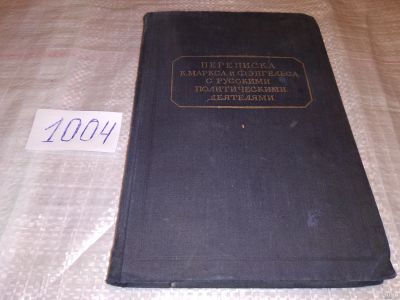 ПЕРЕПИСКА
К.МАРКСА и Ф.ЭНГЕЛЬСА
С РУССКИМИ
ПОЛИТИЧЕСКИМИ
ДЕЯТЕЛЯМИ
1004